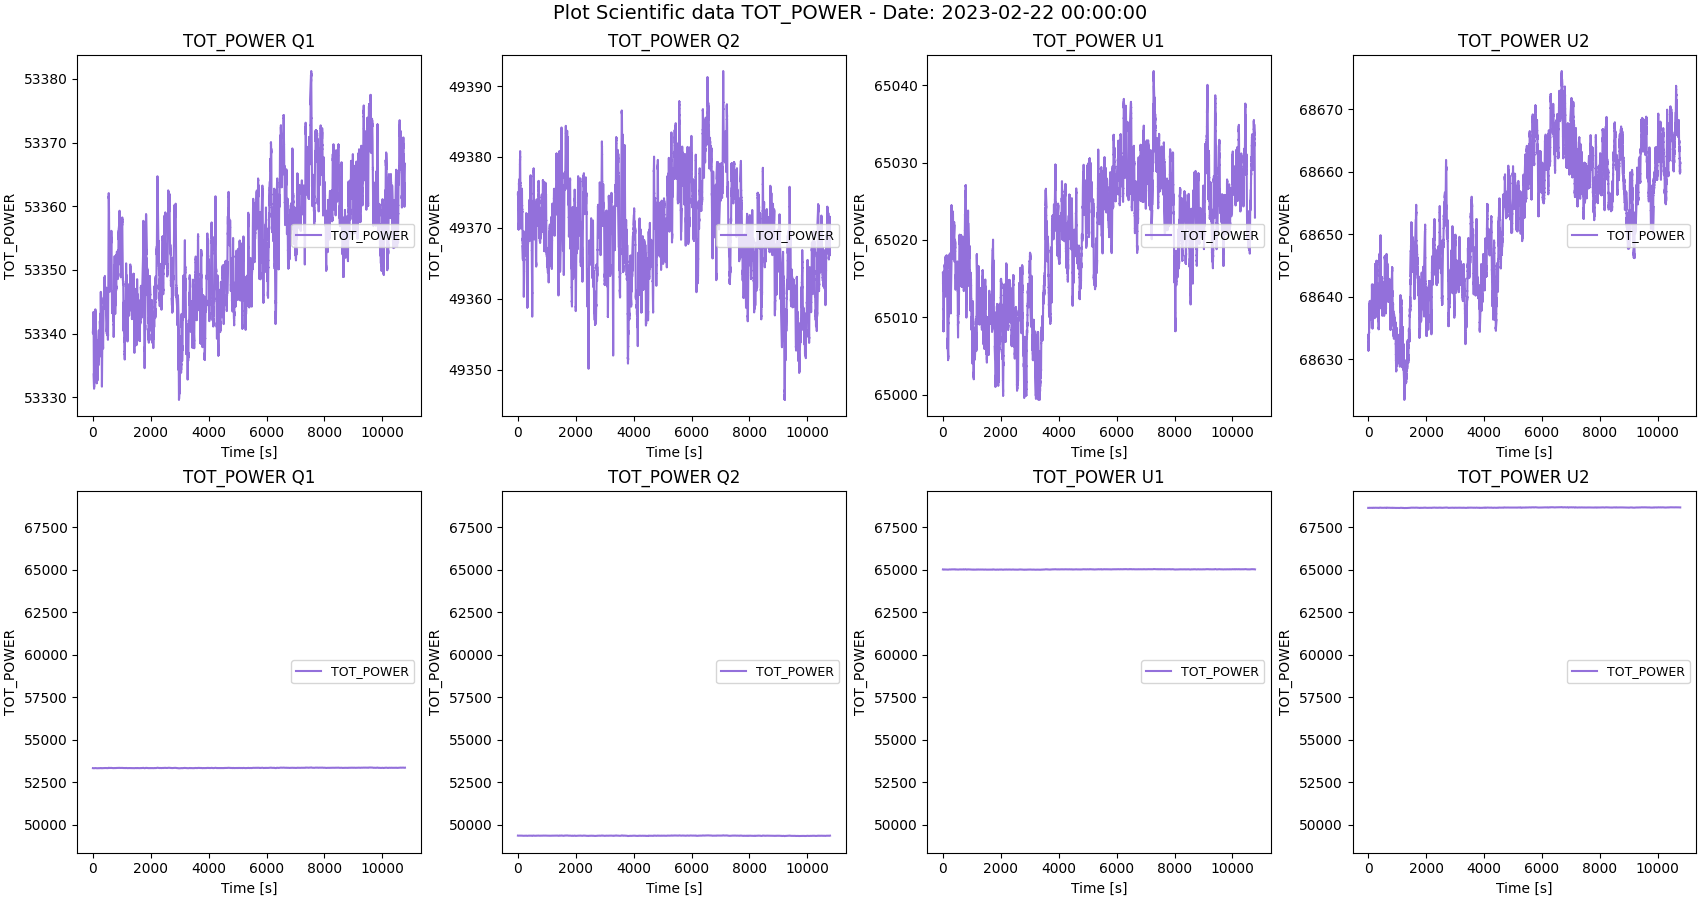 Plot Scientific data TOT_POWER - Date: 2023-02-22 00:00:00
TOT_POWER Q1
TOT_POWER
53380
53370
53360
53350
53340
53330
TOT_POWER
0 2000 4000 6000 8000 10000
Time [s]
TOT_POWER Q2
TOT_POWER
49390
49380
49370
49360
49350
TOT_POWER
0 2000 4000 6000 8000 10000
Time [s]
TOT_POWER U1
TOT_POWER
65040
65030
65020
65010
65000
TOT_POWER
0 2000 4000 6000 8000 10000
Time [s]
TOT_POWER U2
TOT_POWER
68670
68660
68650
68640
68630
TOT_POWER
0 2000 4000 6000 8000 10000
Time [s]
TOT_POWER Q1
TOT_POWER
67500
65000
62500
60000
57500
55000
52500
50000
TOT_POWER
0 2000 4000 6000 8000 10000
Time [s]
TOT_POWER Q2
TOT_POWER
67500
65000
62500
60000
57500
55000
52500
50000
TOT_POWER
0 2000 4000 6000 8000 10000
Time [s]
TOT_POWER U1
TOT_POWER
67500
65000
62500
60000
57500
55000
52500
50000
TOT_POWER
0 2000 4000 6000 8000 10000
Time [s]
TOT_POWER U2
TOT_POWER
67500
65000
62500
60000
57500
55000
52500
50000
TOT_POWER
0 2000 4000 6000 8000 10000
Time [s]